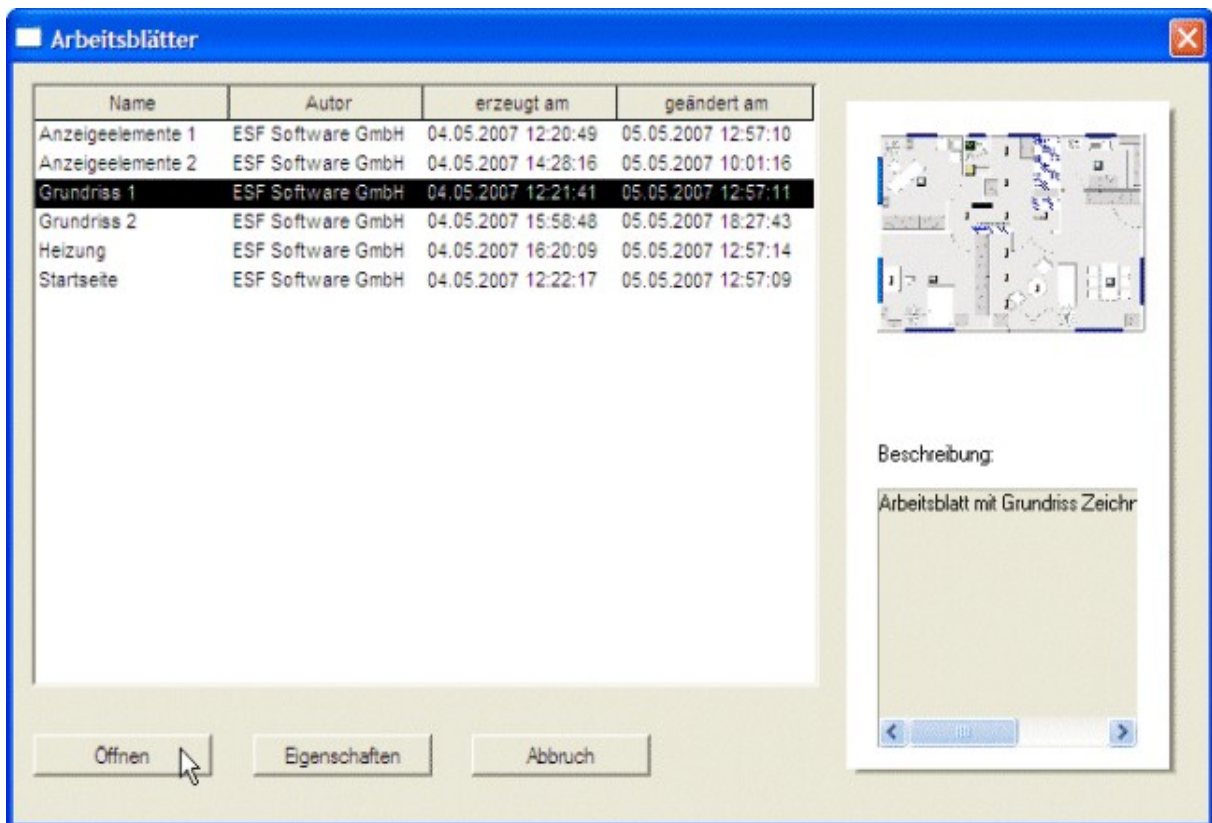 Arbeitsblätter
Name Autor erzeugt am geändert am
Anzeigeelemente 1 ESF Software GmbH 04.05.2007 12:20:49 05.05.2007 12:57:10
Anzeigeelemente 2 ESF Software GmbH 04.05.2007 14:28:16 05.05.2007 10:01:16
Grundriss 1 ESF Software GmbH 04.05.2007 12:21:41 05.05.2007 12:57:11
Grundriss 2 ESF Software GmbH 04.05.2007 15:58:48 05.05.2007 18:27:43
Heizung ESF Software GmbH 04.05.2007 16:20:09 05.05.2007 12:57:14
Startseite ESF Software GmbH 04.05.2007 12:22:17 05.05.2007 12:57:09
Beschreibung:
Arbeitsblatt mit Grundriss Zeichr
Öffnen Eigenschaften Abbruch